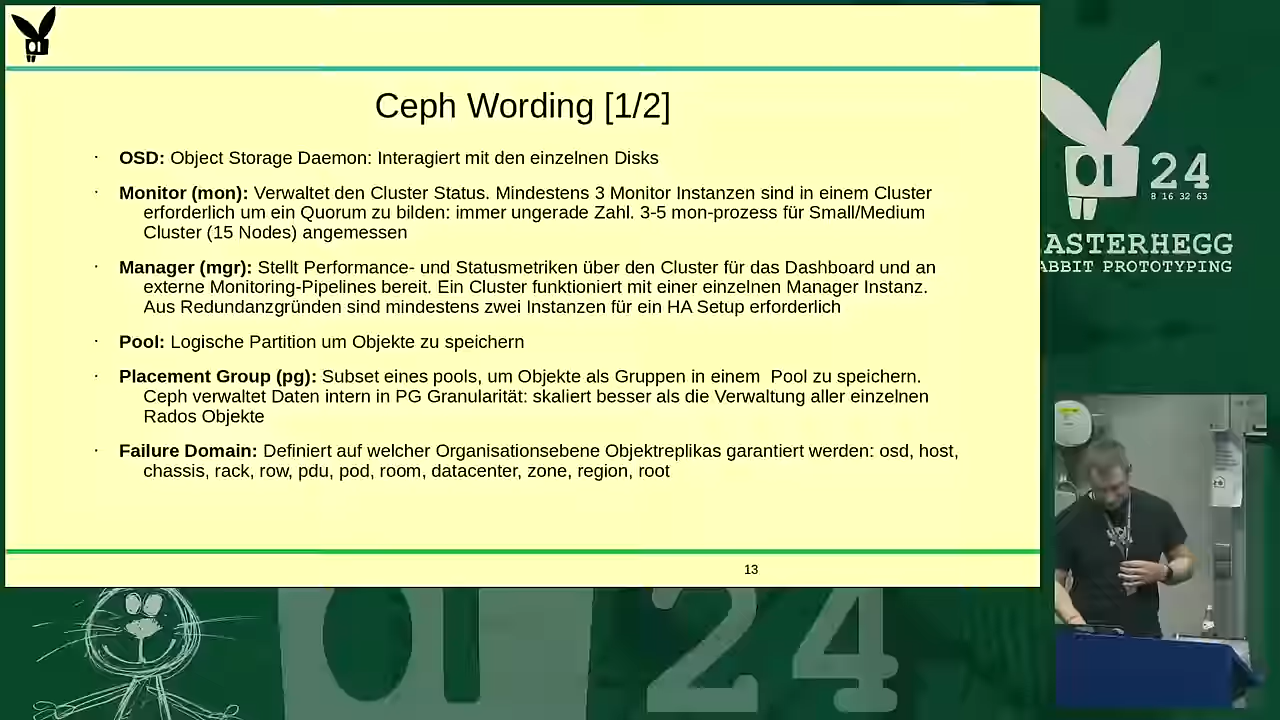 Ceph Wording [1/2]
· OSD: Object Storage Daemon: Interagiert mit den einzelnen Disks
· Monitor (mon): Verwaltet den Cluster Status. Mindestens 3 Monitor Instanzen sind in einem Cluster
erforderlich um ein Quorum zu bilden: immer ungerade Zahl. 3-5 mon-prozess für Small/Medium
Cluster (15 Nodes) angemessen
· Manager (mgr): Stellt Performance- und Statusmetriken über den Cluster für das Dashboard und an
externe Monitoring-Pipelines bereit. Ein Cluster funktioniert mit einer einzelnen Manager Instanz.
Aus Redundanzgründen sind mindestens zwei Instanzen für ein HA Setup erforderlich
· Pool: Logische Partition um Objekte zu speichern
· Placement Group (pg): Subset eines pools, um Objekte als Gruppen in einem  Pool zu speichern.
Ceph verwaltet Daten intern in PG Granularität: skaliert besser als die Verwaltung aller einzelnen
Rados Objekte
· Failure Domain: Definiert auf welcher Organisationsebene Objektreplikas garantiert werden: osd, host,
chassis, rack, row, pdu, pod, room, datacenter, zone, region, root
13
24
8 16 32 63
ASTERHEGG
ABBIT PROTOTYPING
24